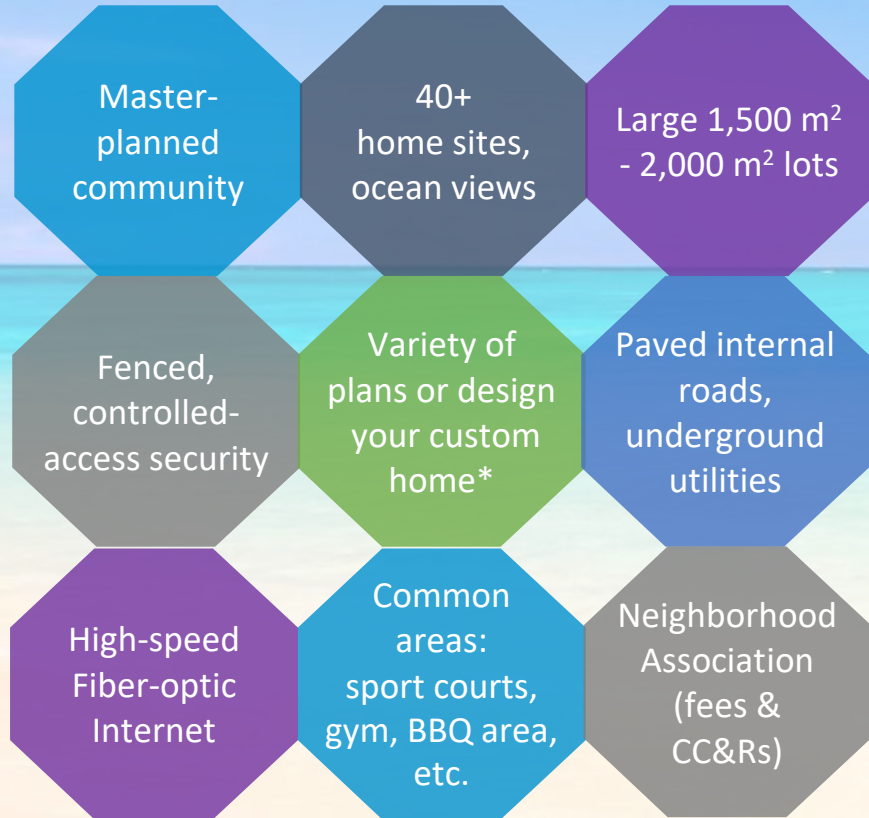 Master-
planned
community
40+
home sites,
ocean views
Large 1,500 m²
- 2,000 m² lots
Fenced,
controlled-
access security
Variety of
plans or design
your custom
home*
Paved internal
roads,
underground
utilities
High-speed
Fiber-optic
Internet
Common
areas:
sport courts,
gym, BBQ area,
etc.
Neighborhood
Association
(fees &
CC&Rs)